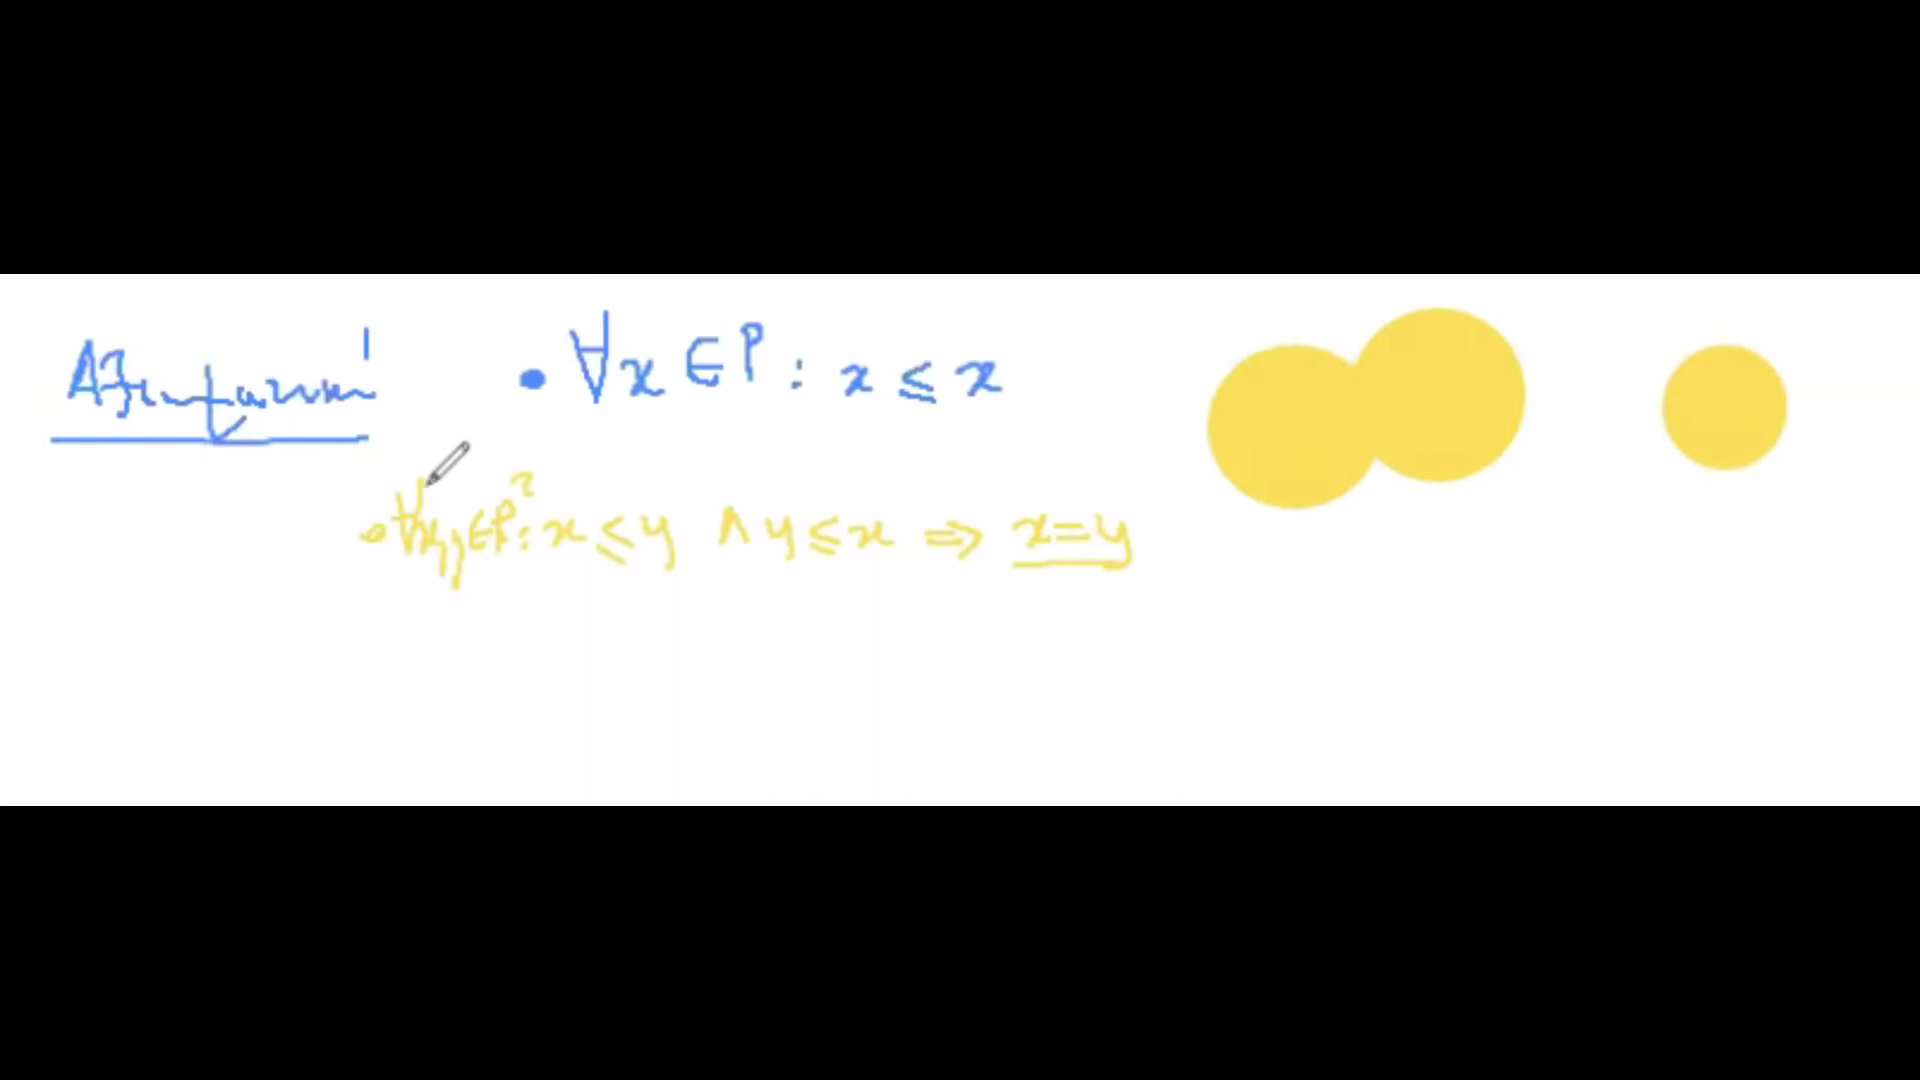 • ∀x ∈ P : x ≤ x
• ∀x,y ∈ P² : x ≤ y ∧ y ≤ x ⇒ x = y